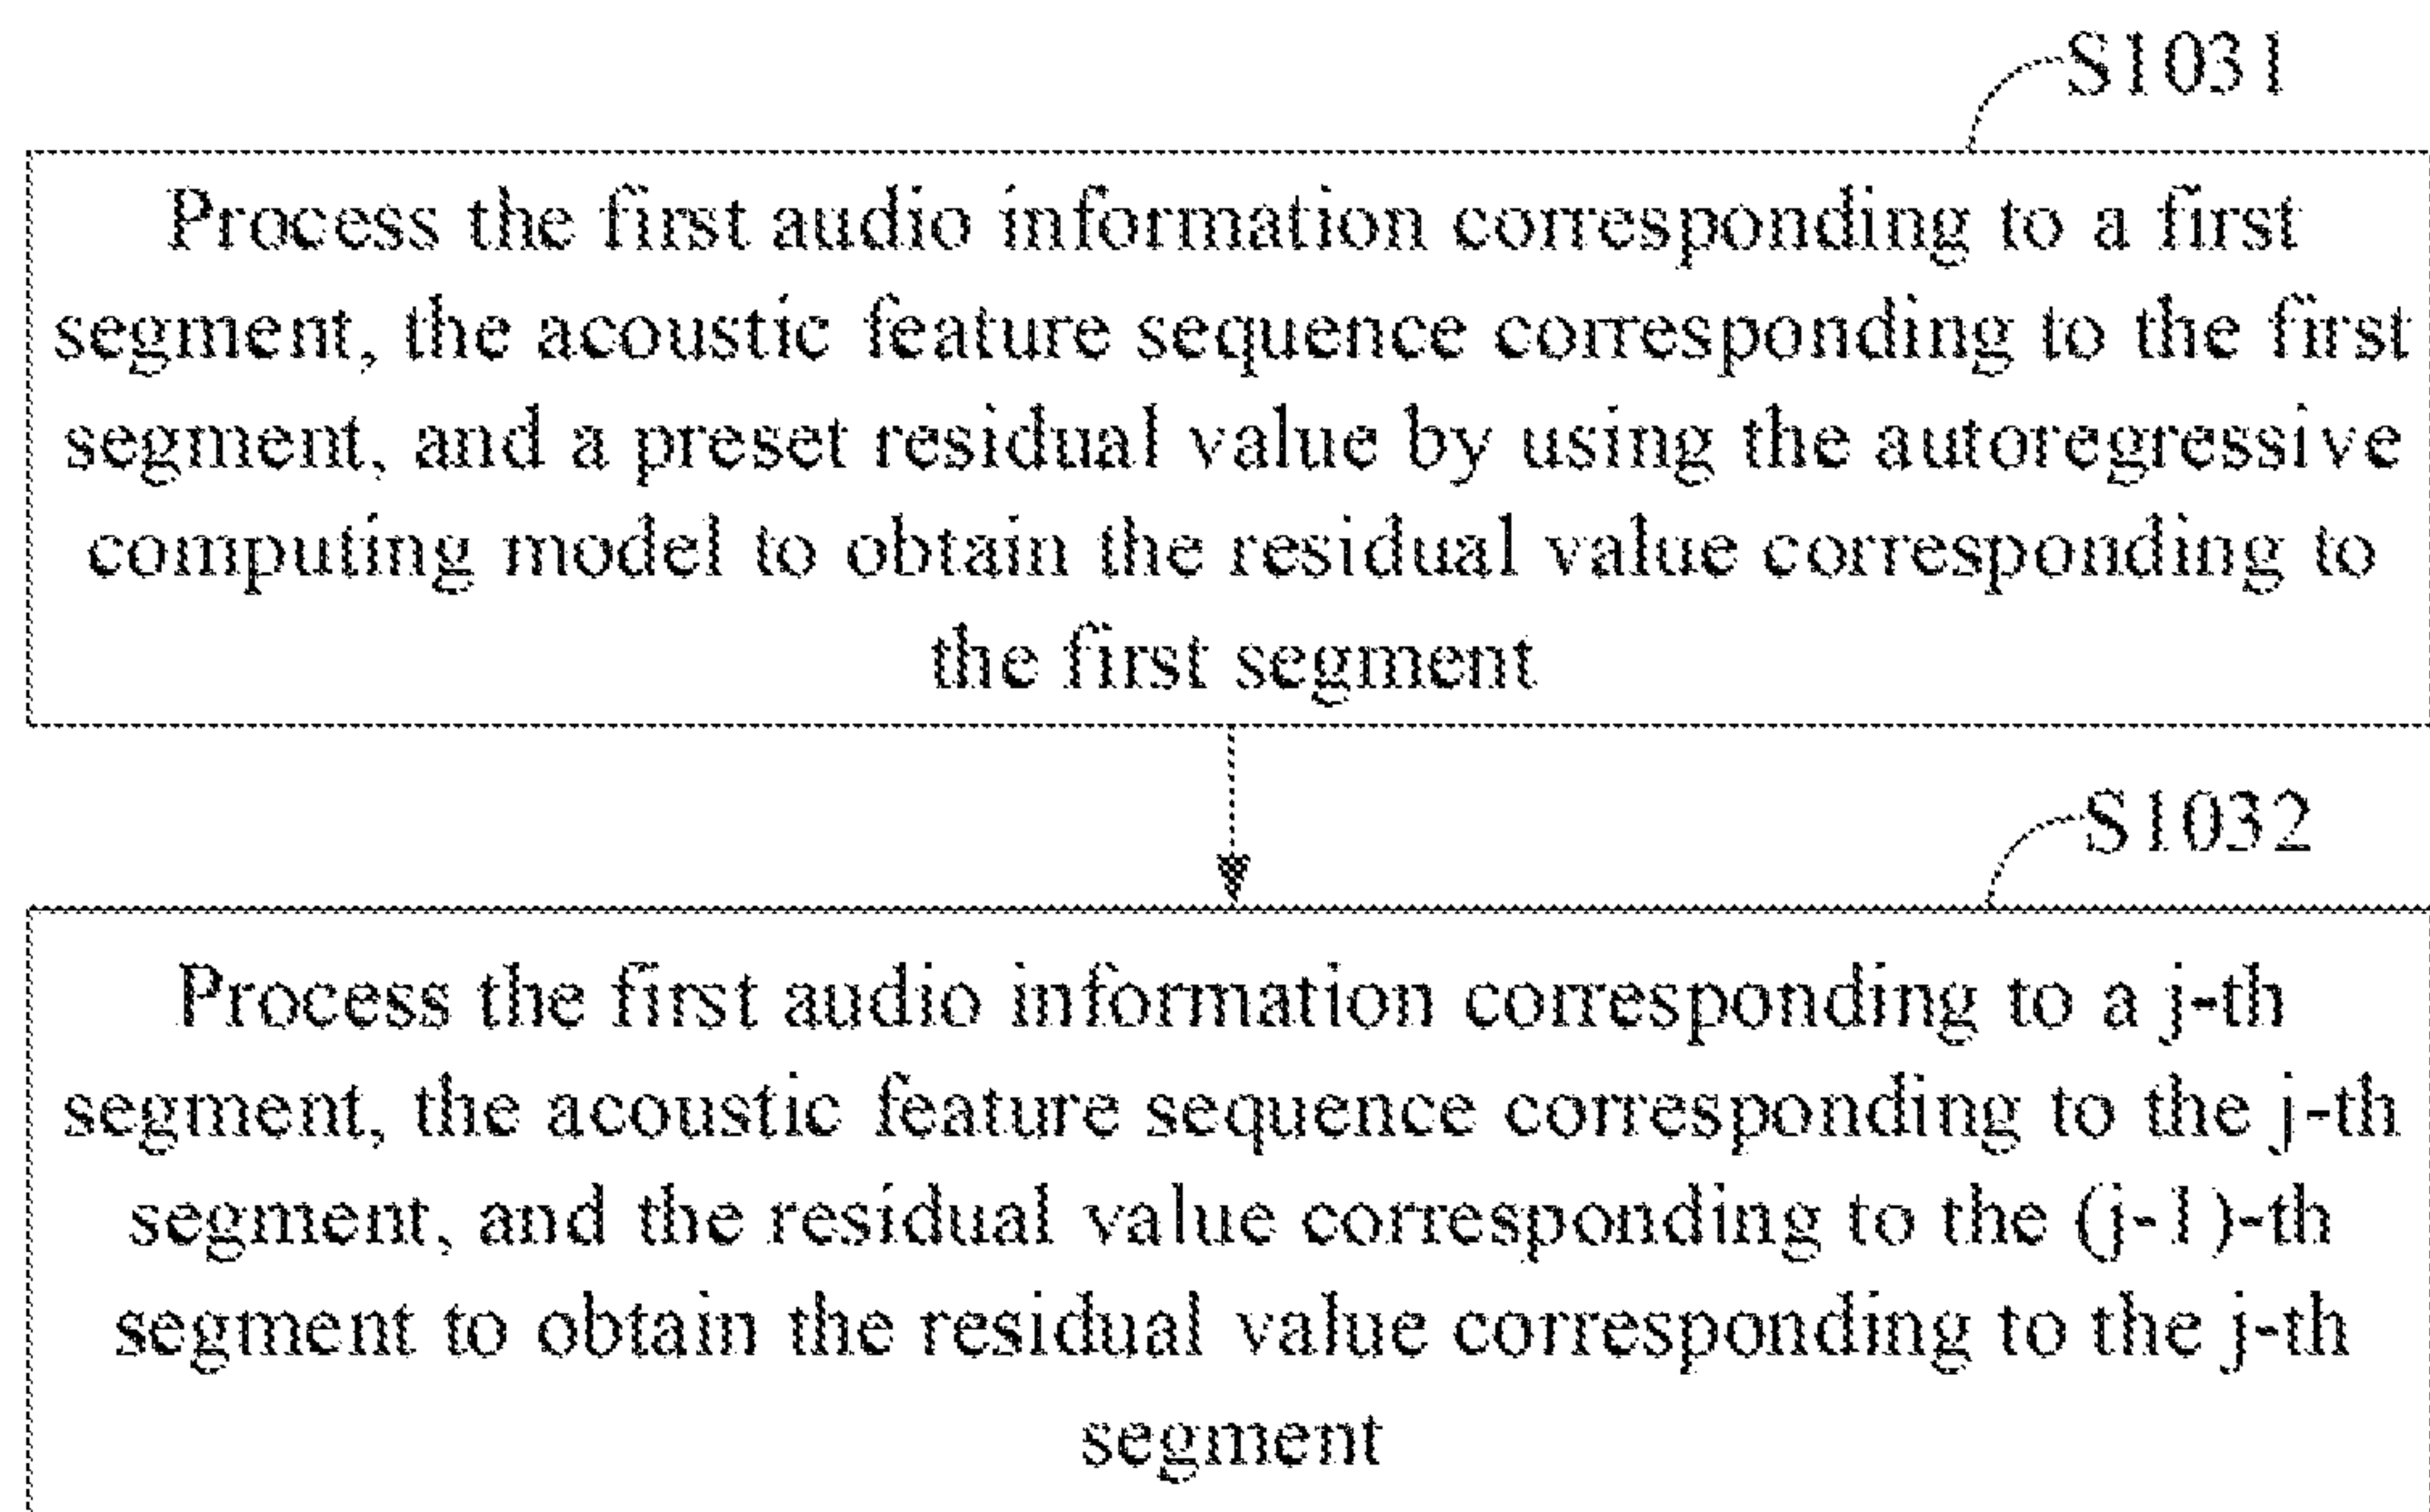 S1031
Process the first audio information corresponding to a first
segment, the acoustic feature sequence corresponding to the first
segment, and a preset residual value by using the autoregressive
computing model to obtain the residual value corresponding to
the first segment
S1032
Process the first audio information corresponding to a j-th
segment, the acoustic feature sequence corresponding to the j-th
segment, and the residual value corresponding to the (j-1)-th
segment to obtain the residual value corresponding to the j-th
segment